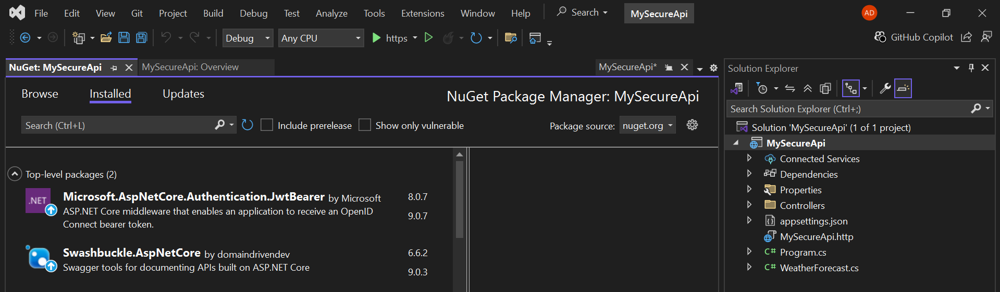 File Edit View Git Project Build Debug Test Analyze Tools Extensions Window Help Search MySecureApi AD
Debug Any CPU https GitHub Copilot
NuGet: MySecureApi MySecureApi: Overview MySecureApi*
Browse Installed Updates
NuGet Package Manager: MySecureApi
Search (Ctrl+L) Include prerelease Show only vulnerable Package source: nuget.org
Top-level packages (2)
.NET
Microsoft.AspNetCore.Authentication.JwtBearer by Microsoft 8.0.7
ASP.NET Core middleware that enables an application to receive an OpenID 9.0.7
Connect bearer token.
Swashbuckle.AspNetCore by domaindrivendev 6.6.2
Swagger tools for documenting APIs built on ASP.NET Core 9.0.3
Solution Explorer
Search Solution Explorer (Ctrl+;)
Solution 'MySecureApi' (1 of 1 project)
MySecureApi
Connected Services
Dependencies
Properties
Controllers
appsettings.json
MySecureApi.http
C# Program.cs
C# WeatherForecast.cs